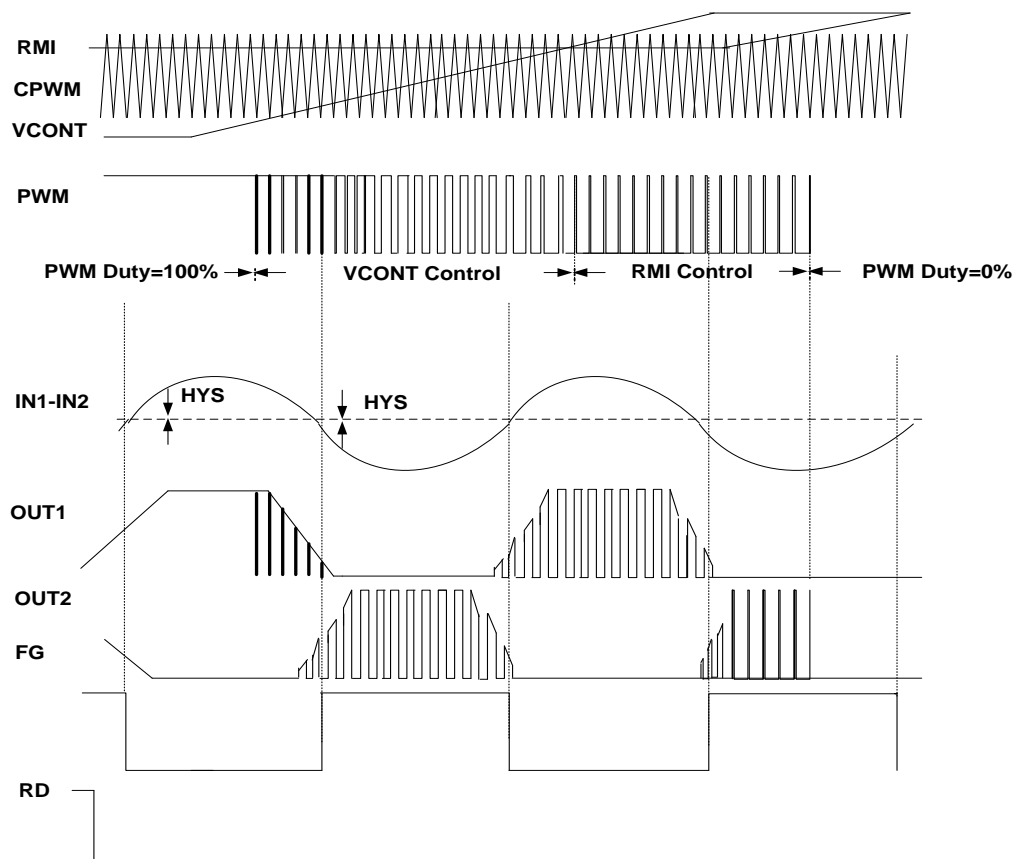 RMI
CPWM
VCONT
PWM
PWM Duty=100%
VCONT Control
RMI Control
PWM Duty=0%
IN1-IN2
HYS
HYS
OUT1
OUT2
FG
RD